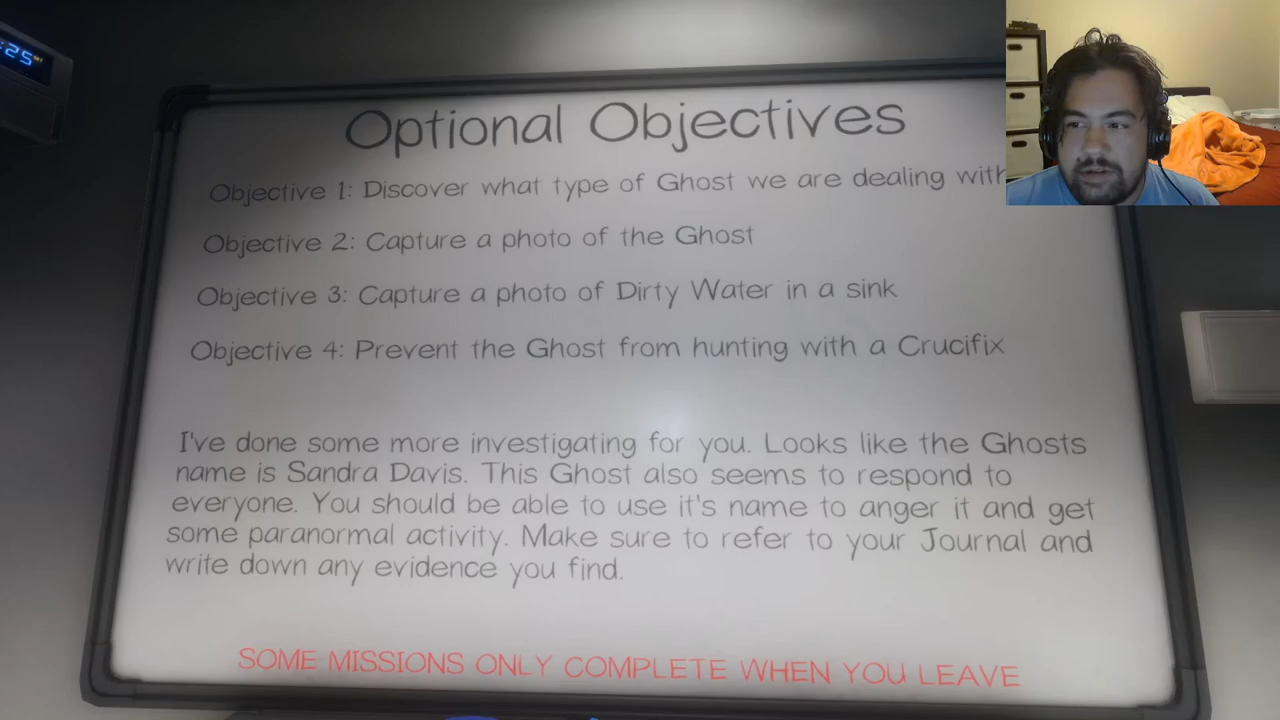 :25
Optional Objectives
Objective 1: Discover what type of Ghost we are dealing with
Objective 2: Capture a photo of the Ghost
Objective 3: Capture a photo of Dirty Water in a sink
Objective 4: Prevent the Ghost from hunting with a Crucifix
I've done some more investigating for you. Looks like the Ghosts
name is Sandra Davis. This Ghost also seems to respond to
everyone. You should be able to use it's name to anger it and get
some paranormal activity. Make sure to refer to your Journal and
write down any evidence you find.
SOME MISSIONS ONLY COMPLETE WHEN YOU LEAVE